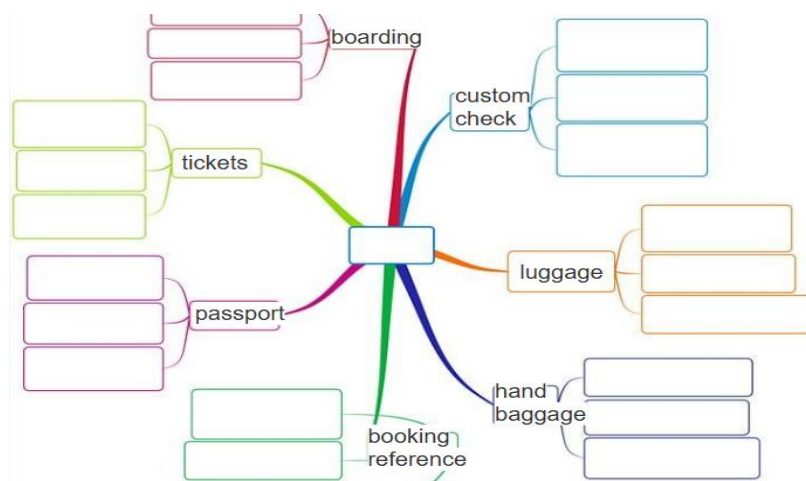 boarding
custom
check
tickets
luggage
passport
hand
baggage
booking
reference